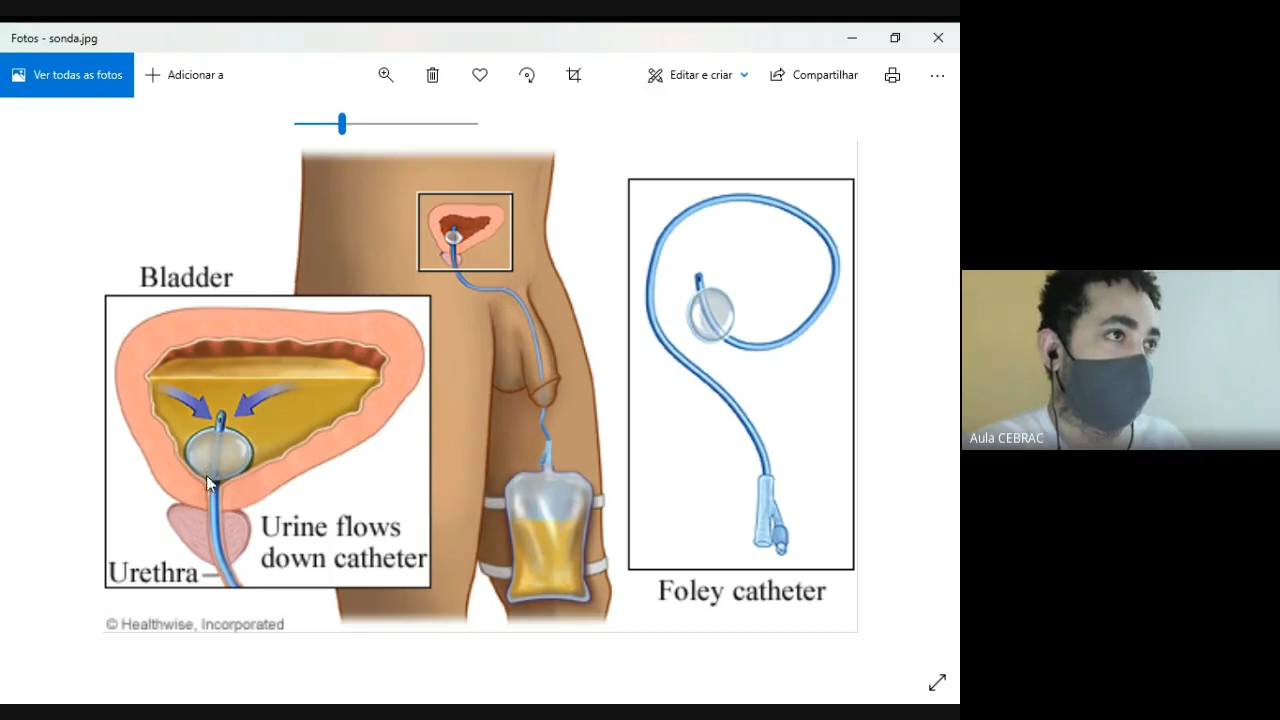 Fotos - sonda.jpg
Ver todas as fotos
Adicionar a
Editar e criar
Compartilhar
Bladder
Urine flows
down catheter
Urethra
© Healthwise, Incorporated
Foley catheter
Aula CEBRAC